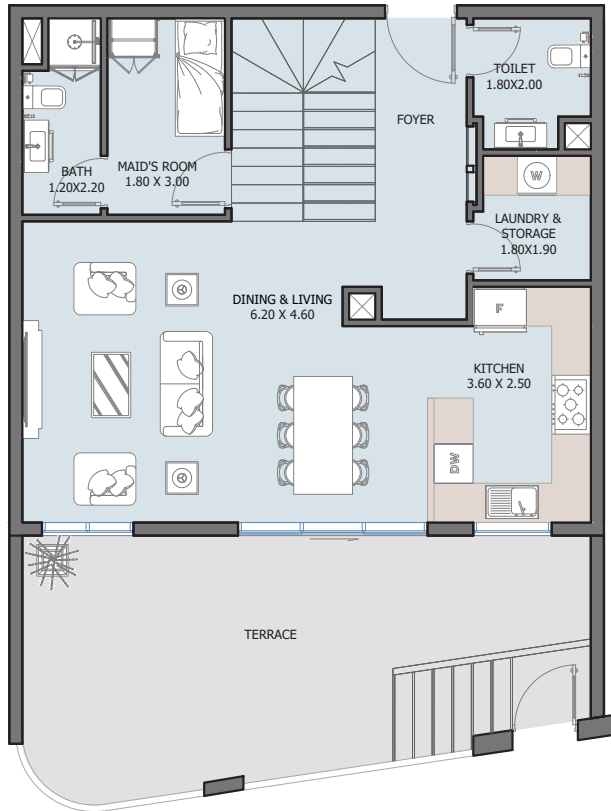 TOILET
1.80X2.00
FOYER
BATH
1.20X2.20
MAID'S ROOM
1.80 X 3.00
W
LAUNDRY &
STORAGE
1.80X1.90
DINING & LIVING
6.20 X 4.60
F
KITCHEN
3.60 X 2.50
DW
TERRACE